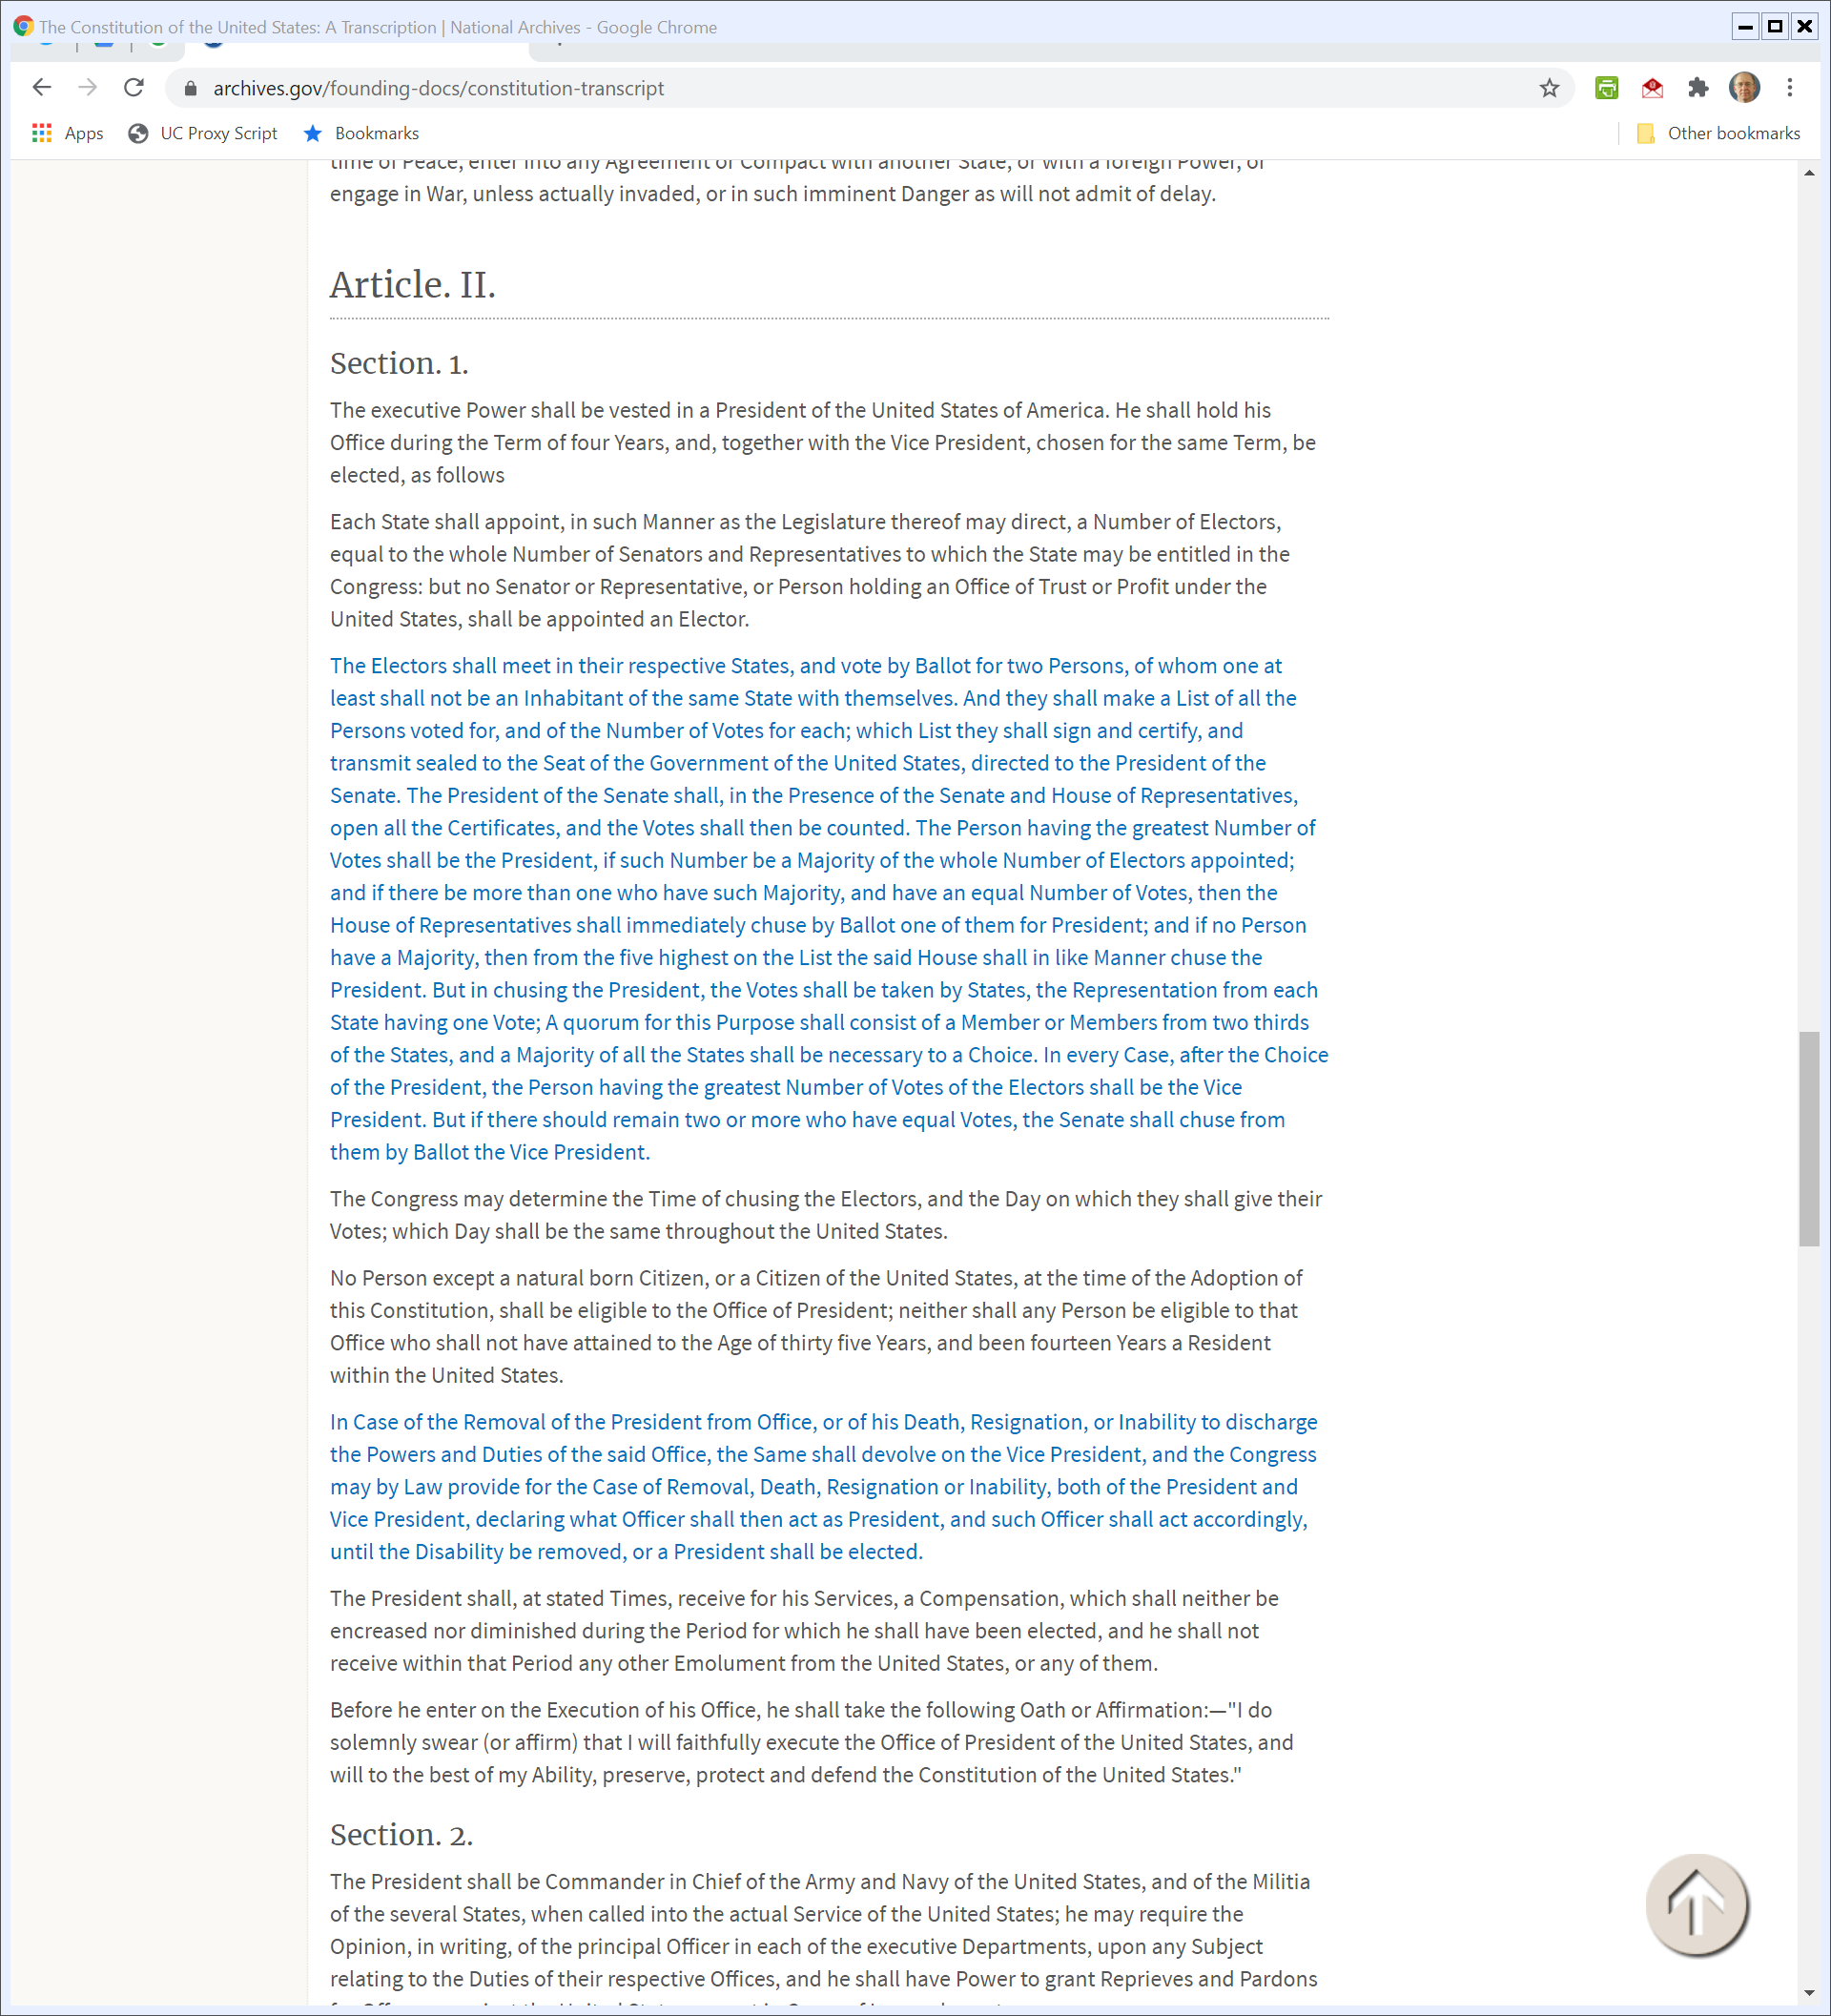 The Constitution of the United States: A Transcription | National Archives - Google Chrome
archives.gov/founding-docs/constitution-transcript
Apps UC Proxy Script Bookmarks Other bookmarks
time of Peace, enter into any Agreement or Compact with another State, or with a foreign Power, or
engage in War, unless actually invaded, or in such imminent Danger as will not admit of delay.
Article. II.
Section. 1.
The executive Power shall be vested in a President of the United States of America. He shall hold his
Office during the Term of four Years, and, together with the Vice President, chosen for the same Term, be
elected, as follows
Each State shall appoint, in such Manner as the Legislature thereof may direct, a Number of Electors,
equal to the whole Number of Senators and Representatives to which the State may be entitled in the
Congress: but no Senator or Representative, or Person holding an Office of Trust or Profit under the
United States, shall be appointed an Elector.
The Electors shall meet in their respective States, and vote by Ballot for two Persons, of whom one at
least shall not be an Inhabitant of the same State with themselves. And they shall make a List of all the
Persons voted for, and of the Number of Votes for each; which List they shall sign and certify, and
transmit sealed to the Seat of the Government of the United States, directed to the President of the
Senate. The President of the Senate shall, in the Presence of the Senate and House of Representatives,
open all the Certificates, and the Votes shall then be counted. The Person having the greatest Number of
Votes shall be the President, if such Number be a Majority of the whole Number of Electors appointed;
and if there be more than one who have such Majority, and have an equal Number of Votes, then the
House of Representatives shall immediately chuse by Ballot one of them for President; and if no Person
have a Majority, then from the five highest on the List the said House shall in like Manner chuse the
President. But in chusing the President, the Votes shall be taken by States, the Representation from each
State having one Vote; A quorum for this Purpose shall consist of a Member or Members from two thirds
of the States, and a Majority of all the States shall be necessary to a Choice. In every Case, after the Choice
of the President, the Person having the greatest Number of Votes of the Electors shall be the Vice
President. But if there should remain two or more who have equal Votes, the Senate shall chuse from
them by Ballot the Vice President.
The Congress may determine the Time of chusing the Electors, and the Day on which they shall give their
Votes; which Day shall be the same throughout the United States.
No Person except a natural born Citizen, or a Citizen of the United States, at the time of the Adoption of
this Constitution, shall be eligible to the Office of President; neither shall any Person be eligible to that
Office who shall not have attained to the Age of thirty five Years, and been fourteen Years a Resident
within the United States.
In Case of the Removal of the President from Office, or of his Death, Resignation, or Inability to discharge
the Powers and Duties of the said Office, the Same shall devolve on the Vice President, and the Congress
may by Law provide for the Case of Removal, Death, Resignation or Inability, both of the President and
Vice President, declaring what Officer shall then act as President, and such Officer shall act accordingly,
until the Disability be removed, or a President shall be elected.
The President shall, at stated Times, receive for his Services, a Compensation, which shall neither be
encreased nor diminished during the Period for which he shall have been elected, and he shall not
receive within that Period any other Emolument from the United States, or any of them.
Before he enter on the Execution of his Office, he shall take the following Oath or Affirmation:—"I do
solemnly swear (or affirm) that I will faithfully execute the Office of President of the United States, and
will to the best of my Ability, preserve, protect and defend the Constitution of the United States."
Section. 2.
The President shall be Commander in Chief of the Army and Navy of the United States, and of the Militia
of the several States, when called into the actual Service of the United States; he may require the
Opinion, in writing, of the principal Officer in each of the executive Departments, upon any Subject
relating to the Duties of their respective Offices, and he shall have Power to grant Reprieves and Pardons